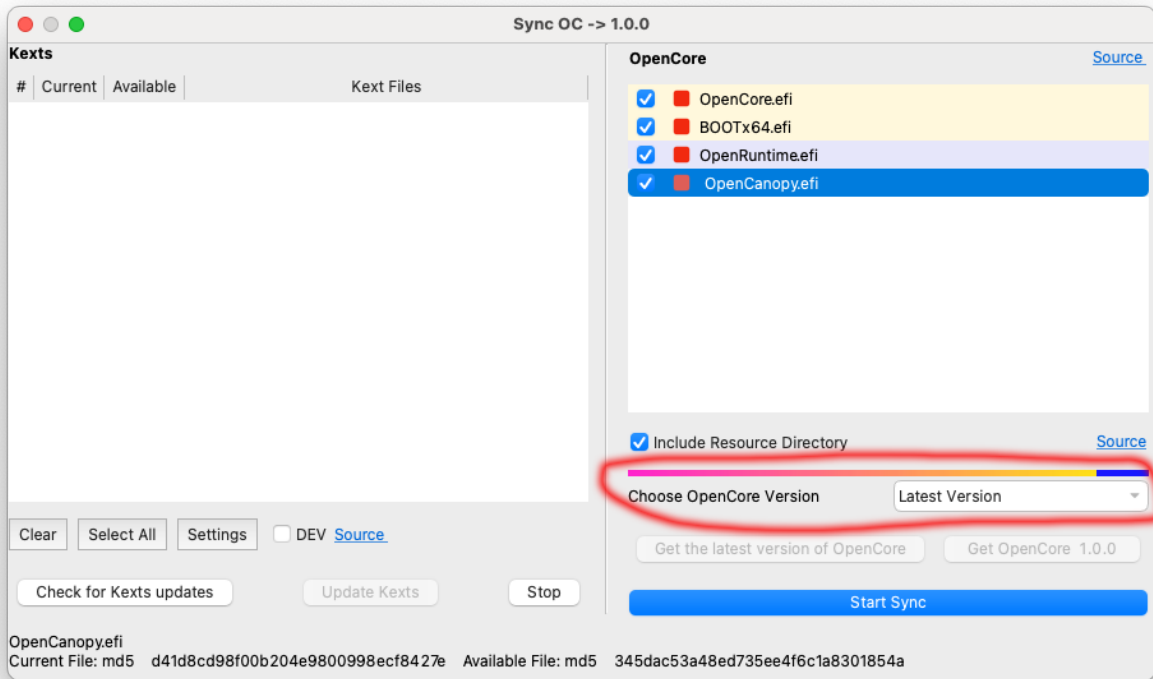 Sync OC -> 1.0.0
Kexts
# Current Available Kext Files
OpenCore Source
OpenCore.efi
BOOTx64.efi
OpenRuntime.efi
OpenCanopy.efi
Include Resource Directory Source
Choose OpenCore Version Latest Version
Clear Select All Settings DEV Source
Get the latest version of OpenCore Get OpenCore 1.0.0
Check for Kexts updates Update Kexts Stop
Start Sync
OpenCanopy.efi
Current File: md5 d41d8cd98f00b204e9800998ecf8427e Available File: md5 345dac53a48ed735ee4f6c1a8301854a